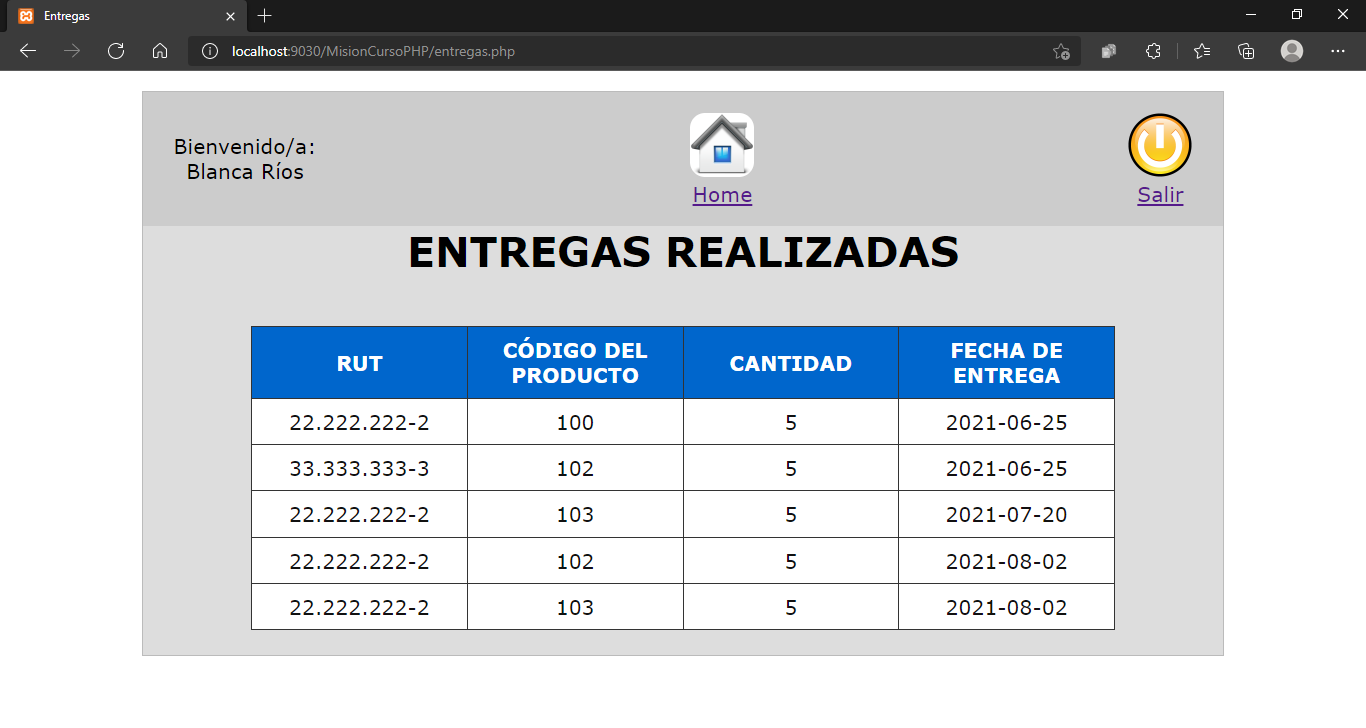 Entregas
localhost:9030/MisionCursoPHP/entregas.php
Bienvenido/a:
Blanca Ríos
Home
Salir
ENTREGAS REALIZADAS
RUT CÓDIGO DEL PRODUCTO CANTIDAD FECHA DE ENTREGA
22.222.222-2 100 5 2021-06-25
33.333.333-3 102 5 2021-06-25
22.222.222-2 103 5 2021-07-20
22.222.222-2 102 5 2021-08-02
22.222.222-2 103 5 2021-08-02